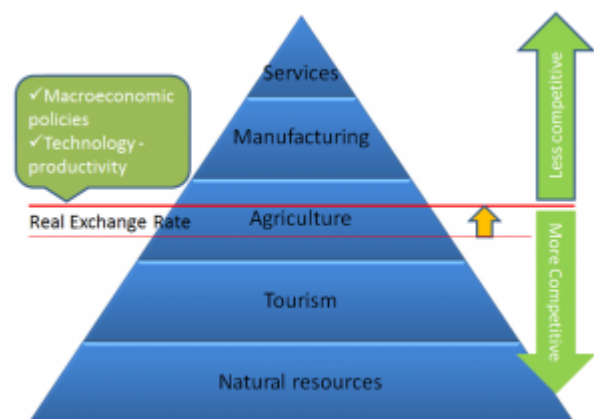 Services
✓Macroeconomic
policies
✓Technology -
productivity
Manufacturing
Less competitive
Real Exchange Rate
Agriculture
More Competitive
Tourism
Natural resources